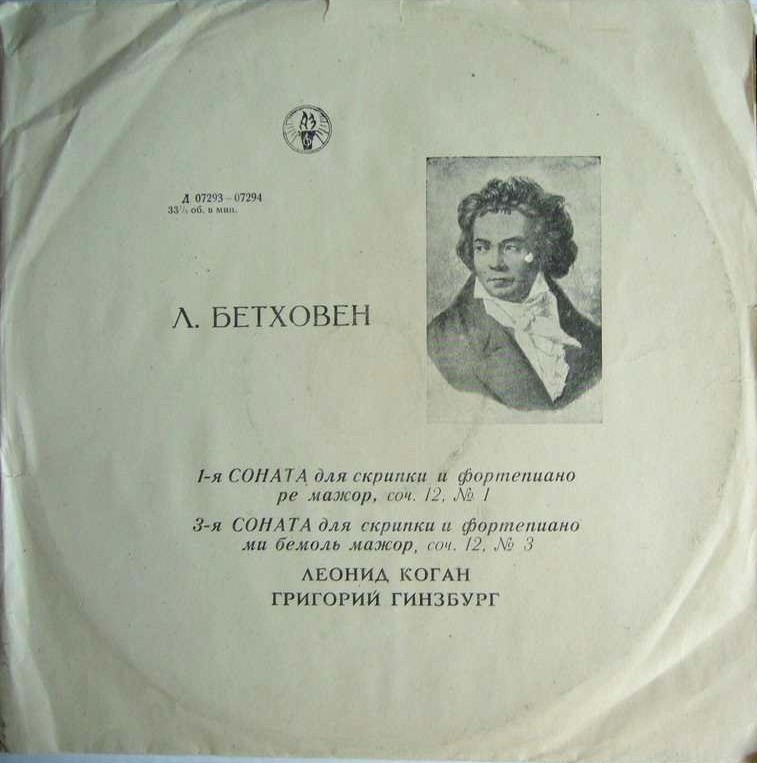 АЗ
Д 07293—07294
33⅓ об. в мин.
Л. БЕТХОВЕН
1-я СОНАТА для скрипки и фортепиано
ре мажор, соч. 12, № 1
3-я СОНАТА для скрипки и фортепиано
ми бемоль мажор, соч. 12, № 3
ЛЕОНИД КОГАН
ГРИГОРИЙ ГИНЗБУРГ